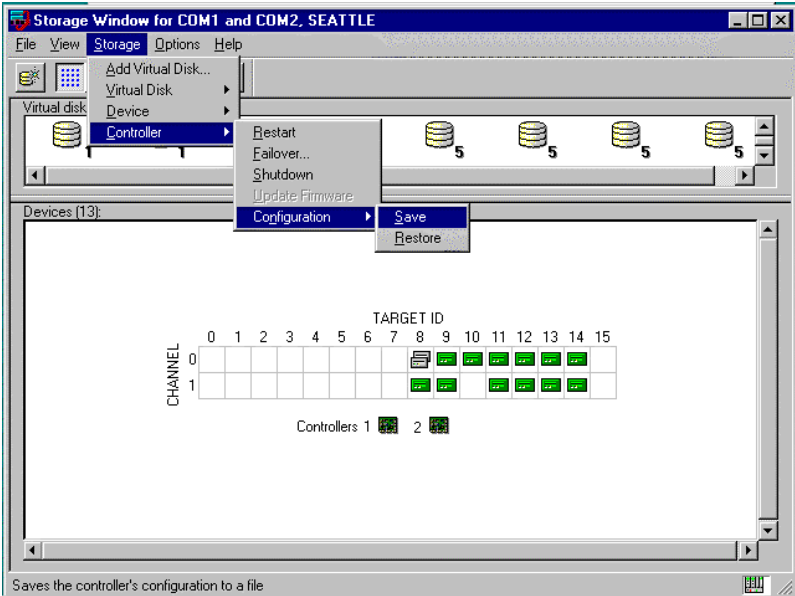 Storage Window for COM1 and COM2, SEATTLE
File View Storage Options Help
Add Virtual Disk...
Virtual Disk
Device
Controller
Virtual disk
1 1 5 5 5 5
Restart
Failover...
Shutdown
Update Firmware
Configuration
Save
Restore
Devices (13):
TARGET ID
0 1 2 3 4 5 6 7 8 9 10 11 12 13 14 15
CHANNEL
0
1
Controllers 1 2
Saves the controller's configuration to a file